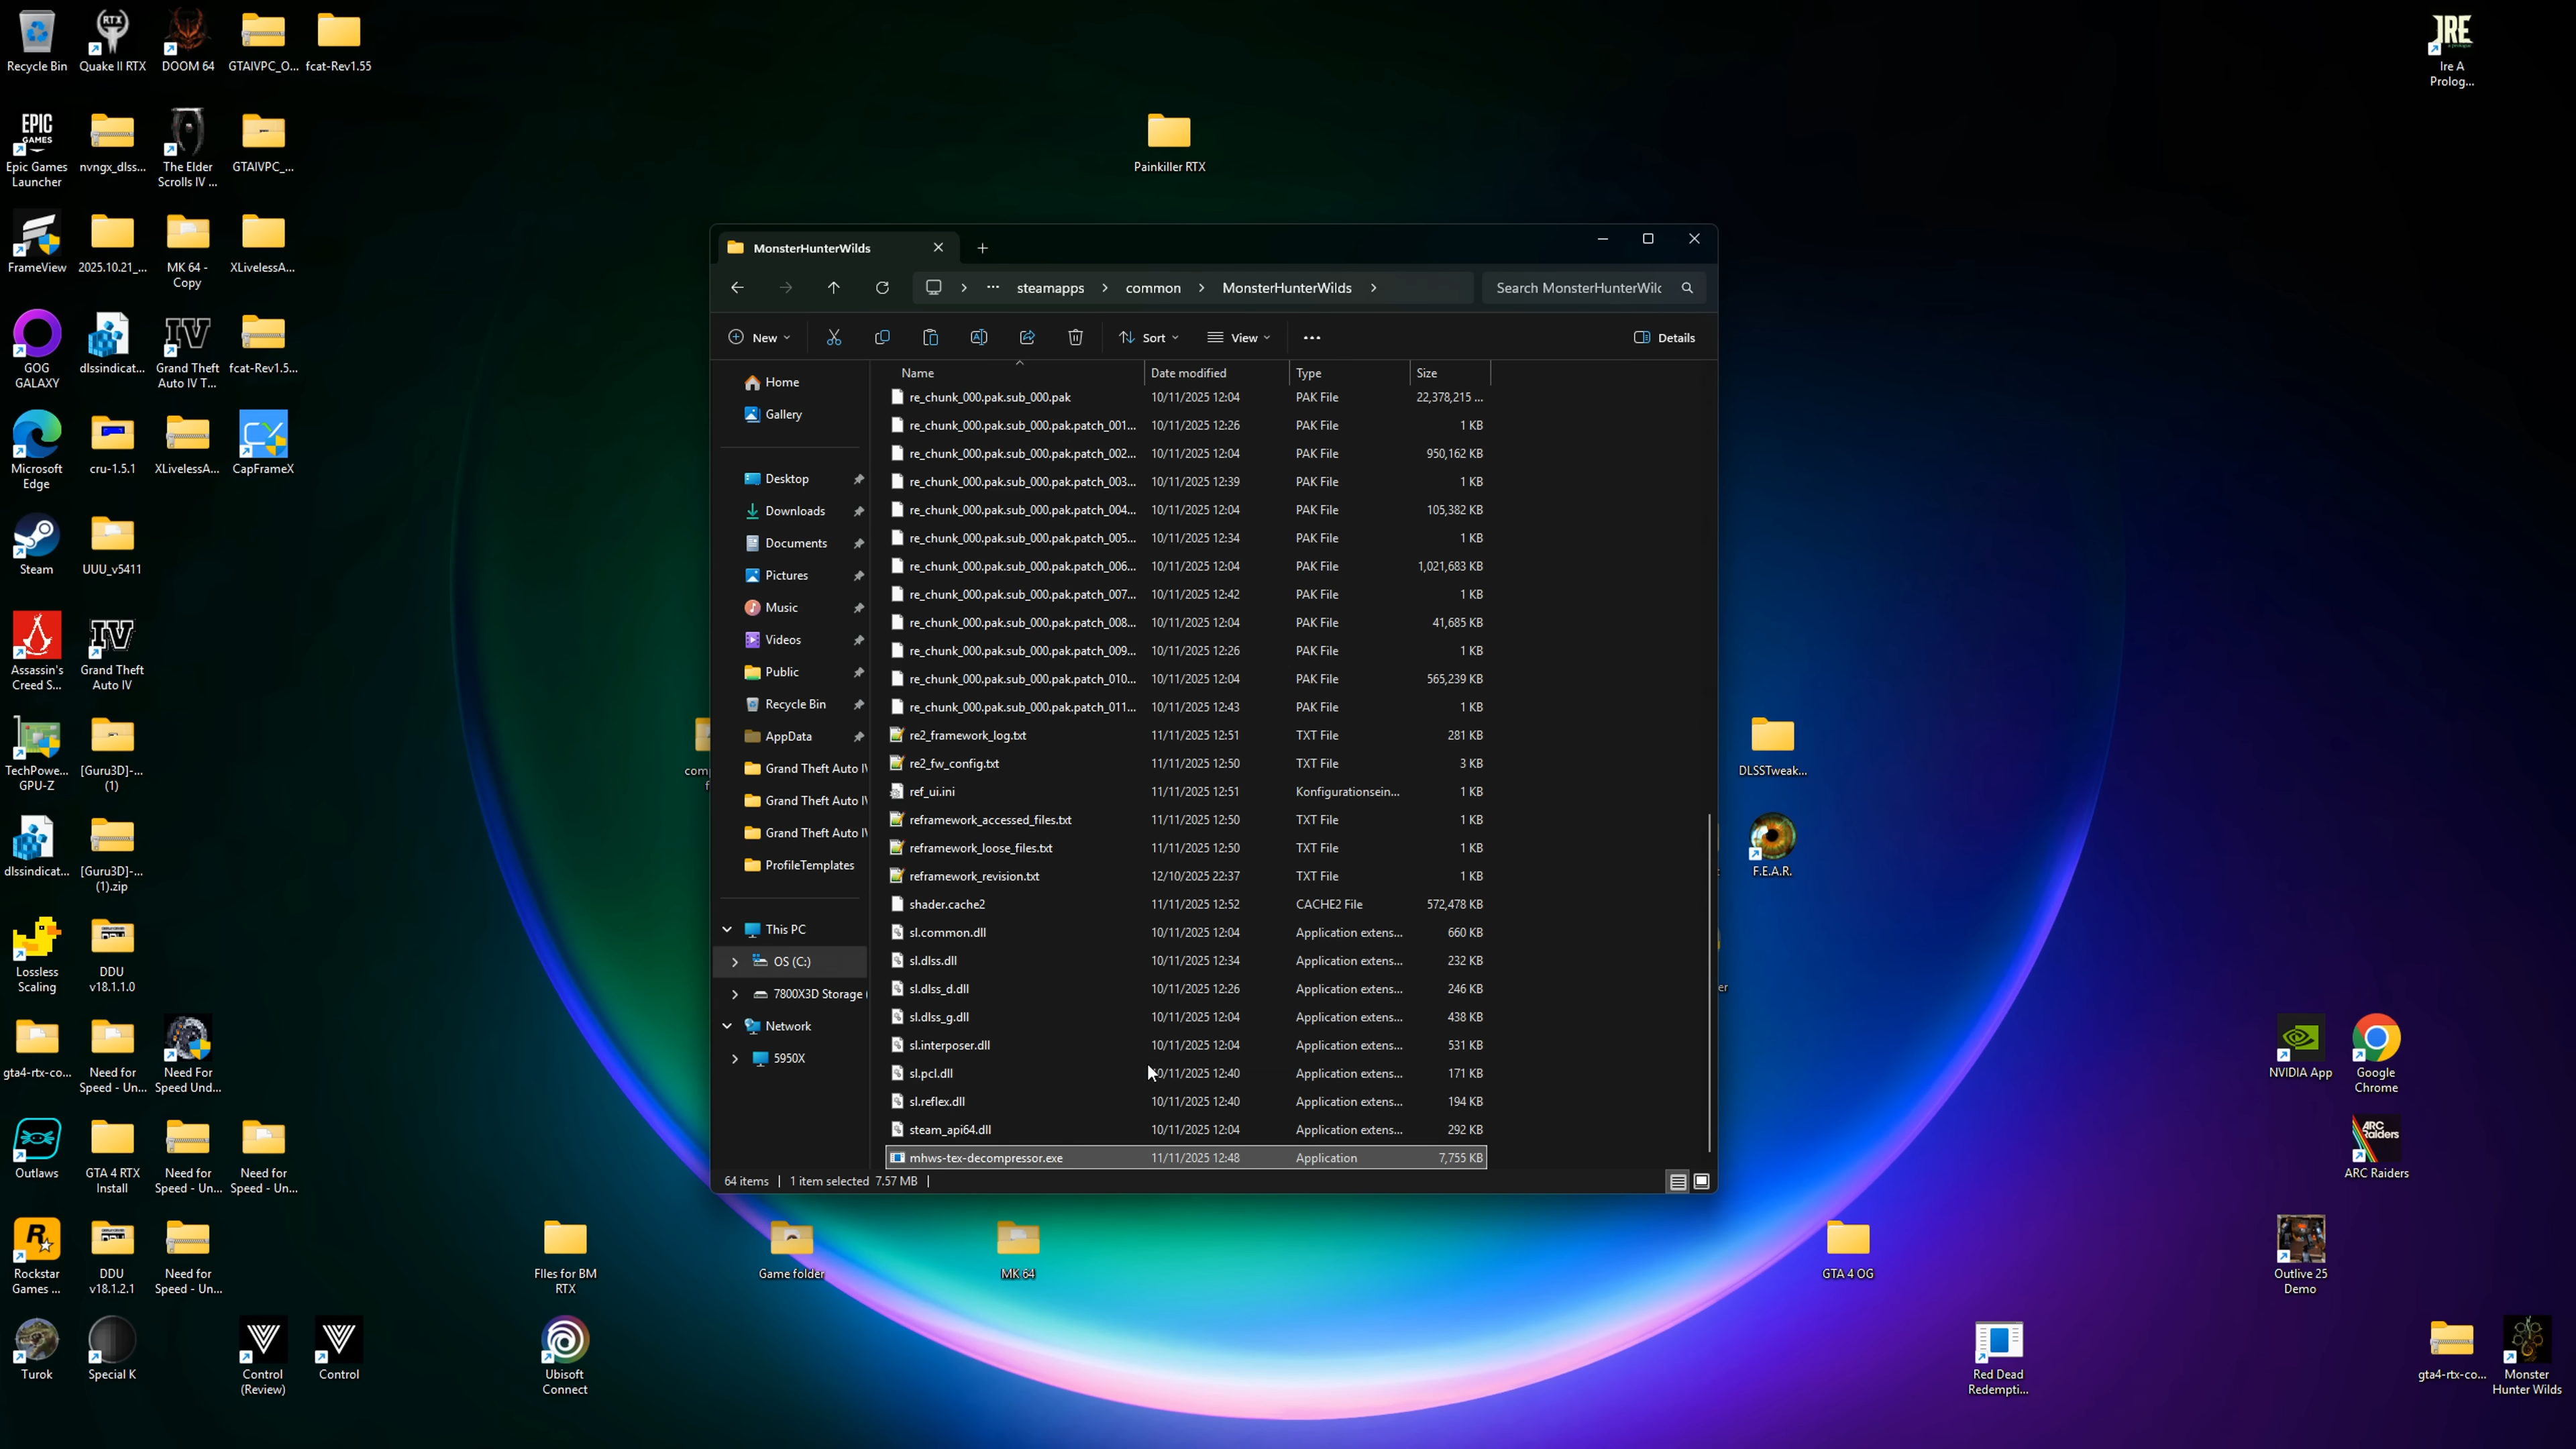 Recycle Bin
Quake II RTX
DOOM 64
GTAIVPC_O...
fcat-Rev1.55
RTX
EPIC
GAMES
Epic Games
Launcher
nvngx_dlss...
The Elder
Scrolls IV ...
GTAIVPC_...
FrameView
2025.10.21_...
MK 64 -
Copy
XLivelessA...
GOG
GALAXY
dlssindicat...
IV
Grand Theft
Auto IV T...
fcat-Rev1.5...
Microsoft
Edge
cru-1.5.1
XLivelessA...
CX
CapFrameX
Steam
UUU_v5411
Assassin's
Creed S...
IV
Grand Theft
Auto IV
TechPowe...
GPU-Z
[Guru3D]-...
(1)
dlssindicat...
[Guru3D]-...
(1).zip
Lossless
Scaling
DDU
DDU
v18.1.1.0
gta4-rtx-co...
Need for
Speed - Un...
Need For
Speed Und...
Outlaws
GTA 4 RTX
Install
Need for
Speed - Un...
Need for
Speed - Un...
R
Rockstar
Games ...
DDU
DDU
v18.1.2.1
Need for
Speed - Un...
Turok
Special K
Control
(Review)
Control
FIles for BM
RTX
Ubisoft
Connect
Game folder
MK 64
GTA 4 OG
Red Dead
Redempti...
gta4-rtx-co...
Monster
Hunter Wilds
Outlive 25
Demo
ARC
Raiders
ARC Raiders
NVIDIA App
Google
Chrome
F.E.A.R.
DLSSTweak...
Painkiller RTX
JRE
Ire A
Prolog...
comp
f
er
MonsterHunterWilds
... steamapps > common > MonsterHunterWilds >
Search MonsterHunterWilc
New
Sort
View
...
Details
Home
Gallery
Desktop
Downloads
Documents
Pictures
Music
Videos
Public
Recycle Bin
AppData
Grand Theft Auto IV
Grand Theft Auto IV
Grand Theft Auto IV
ProfileTemplates
This PC
OS (C:)
7800X3D Storage (
Network
5950X
Name Date modified Type Size
re_chunk_000.pak.sub_000.pak 10/11/2025 12:04 PAK File 22,378,215 ...
re_chunk_000.pak.sub_000.pak.patch_001... 10/11/2025 12:26 PAK File 1 KB
re_chunk_000.pak.sub_000.pak.patch_002... 10/11/2025 12:04 PAK File 950,162 KB
re_chunk_000.pak.sub_000.pak.patch_003... 10/11/2025 12:39 PAK File 1 KB
re_chunk_000.pak.sub_000.pak.patch_004... 10/11/2025 12:04 PAK File 105,382 KB
re_chunk_000.pak.sub_000.pak.patch_005... 10/11/2025 12:34 PAK File 1 KB
re_chunk_000.pak.sub_000.pak.patch_006... 10/11/2025 12:04 PAK File 1,021,683 KB
re_chunk_000.pak.sub_000.pak.patch_007... 10/11/2025 12:42 PAK File 1 KB
re_chunk_000.pak.sub_000.pak.patch_008... 10/11/2025 12:04 PAK File 41,685 KB
re_chunk_000.pak.sub_000.pak.patch_009... 10/11/2025 12:26 PAK File 1 KB
re_chunk_000.pak.sub_000.pak.patch_010... 10/11/2025 12:04 PAK File 565,239 KB
re_chunk_000.pak.sub_000.pak.patch_011... 10/11/2025 12:43 PAK File 1 KB
re2_framework_log.txt 11/11/2025 12:51 TXT File 281 KB
re2_fw_config.txt 11/11/2025 12:50 TXT File 3 KB
ref_ui.ini 11/11/2025 12:51 Konfigurationsein... 1 KB
reframework_accessed_files.txt 11/11/2025 12:50 TXT File 1 KB
reframework_loose_files.txt 11/11/2025 12:50 TXT File 1 KB
reframework_revision.txt 12/10/2025 22:37 TXT File 1 KB
shader.cache2 11/11/2025 12:52 CACHE2 File 572,478 KB
sl.common.dll 10/11/2025 12:04 Application extens... 660 KB
sl.dlss.dll 10/11/2025 12:34 Application extens... 232 KB
sl.dlss_d.dll 10/11/2025 12:26 Application extens... 246 KB
sl.dlss_g.dll 10/11/2025 12:04 Application extens... 438 KB
sl.interposer.dll 10/11/2025 12:04 Application extens... 531 KB
sl.pcl.dll 0/11/2025 12:40 Application extens... 171 KB
sl.reflex.dll 10/11/2025 12:40 Application extens... 194 KB
steam_api64.dll 10/11/2025 12:04 Application extens... 292 KB
mhws-tex-decompressor.exe 11/11/2025 12:48 Application 7,755 KB
64 items | 1 item selected 7.57 MB |